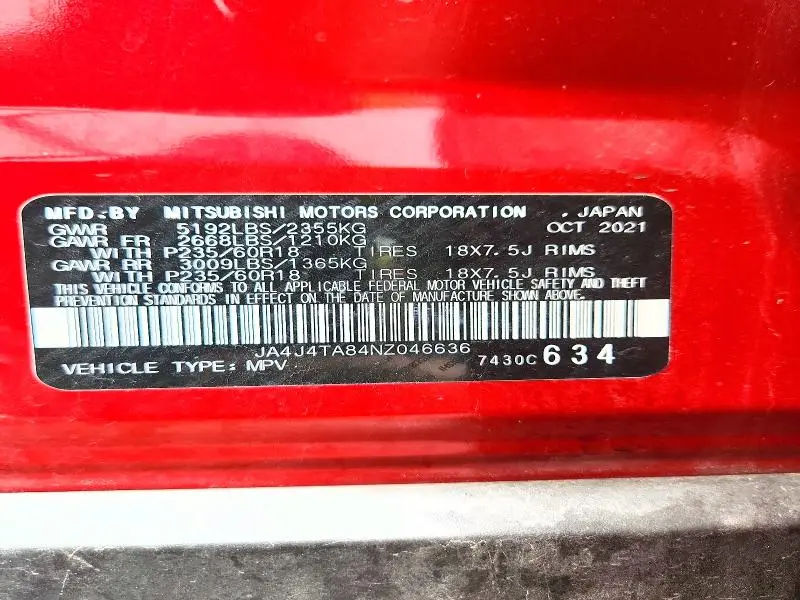 MFD. BY MITSUBISHI MOTORS CORPORATION . JAPAN
GVWR 5192LBS/2355KG OCT 2021
GAWR FR 2668LBS/1210KG
WITH P235/60R18 TIRES 18X7.5J RIMS
GAWR RR 3009LBS/1365KG
WITH P235/60R18 TIRES 18X7.5J RIMS
THIS VEHICLE CONFORMS TO ALL APPLICABLE FEDERAL MOTOR VEHICLE SAFETY AND THEFT
PREVENTION STANDARDS IN EFFECT ON THE DATE OF MANUFACTURE SHOWN ABOVE.
JA4J4TA84NZ046636
VEHICLE TYPE: MPV 7430C 634